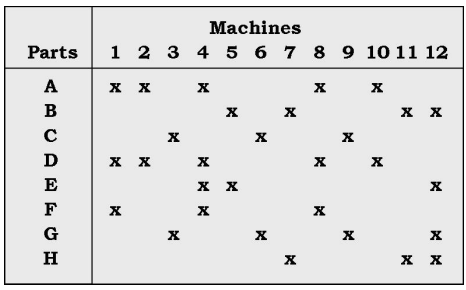 Machines
Parts 1 2 3 4 5 6 7 8 9 10 11 12
A x x x x x
B x x x x
C x x x
D x x x x x
E x x x
F x x x
G x x x x
H x x x